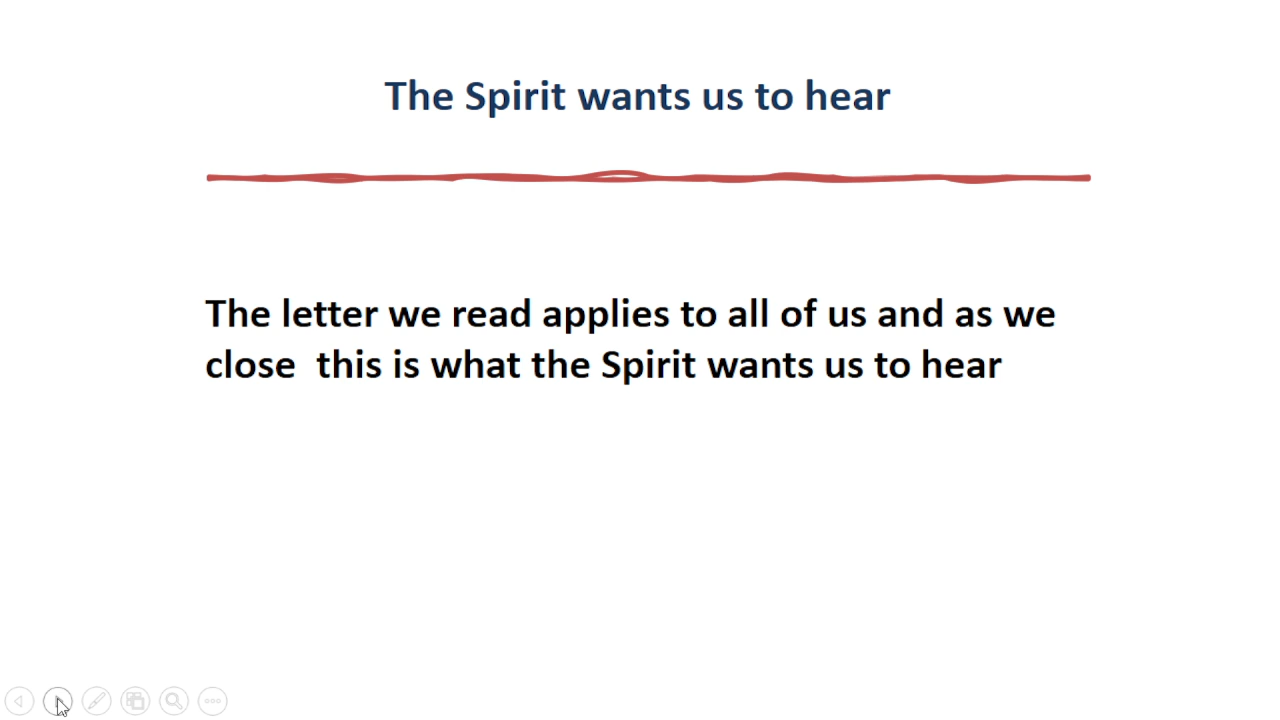 The Spirit wants us to hear
The letter we read applies to all of us and as we
close  this is what the Spirit wants us to hear